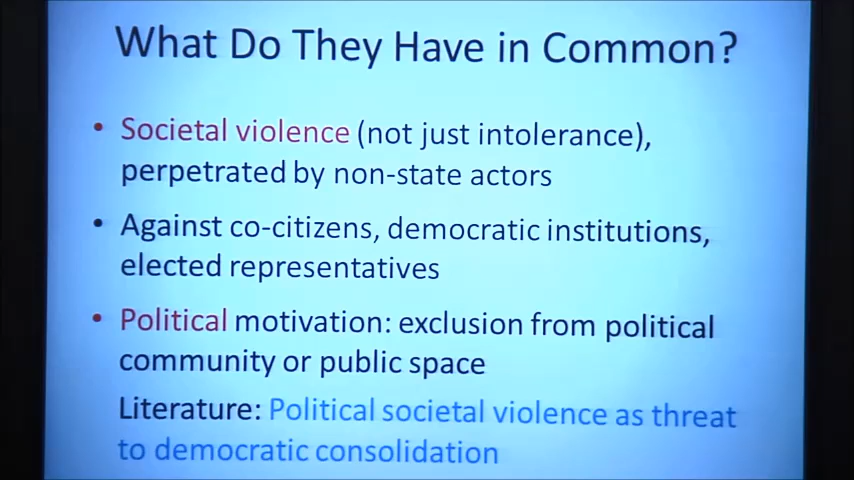 What Do They Have in Common?
• Societal violence (not just intolerance),
perpetrated by non-state actors
• Against co-citizens, democratic institutions,
elected representatives
• Political motivation: exclusion from political
community or public space
Literature: Political societal violence as threat
to democratic consolidation